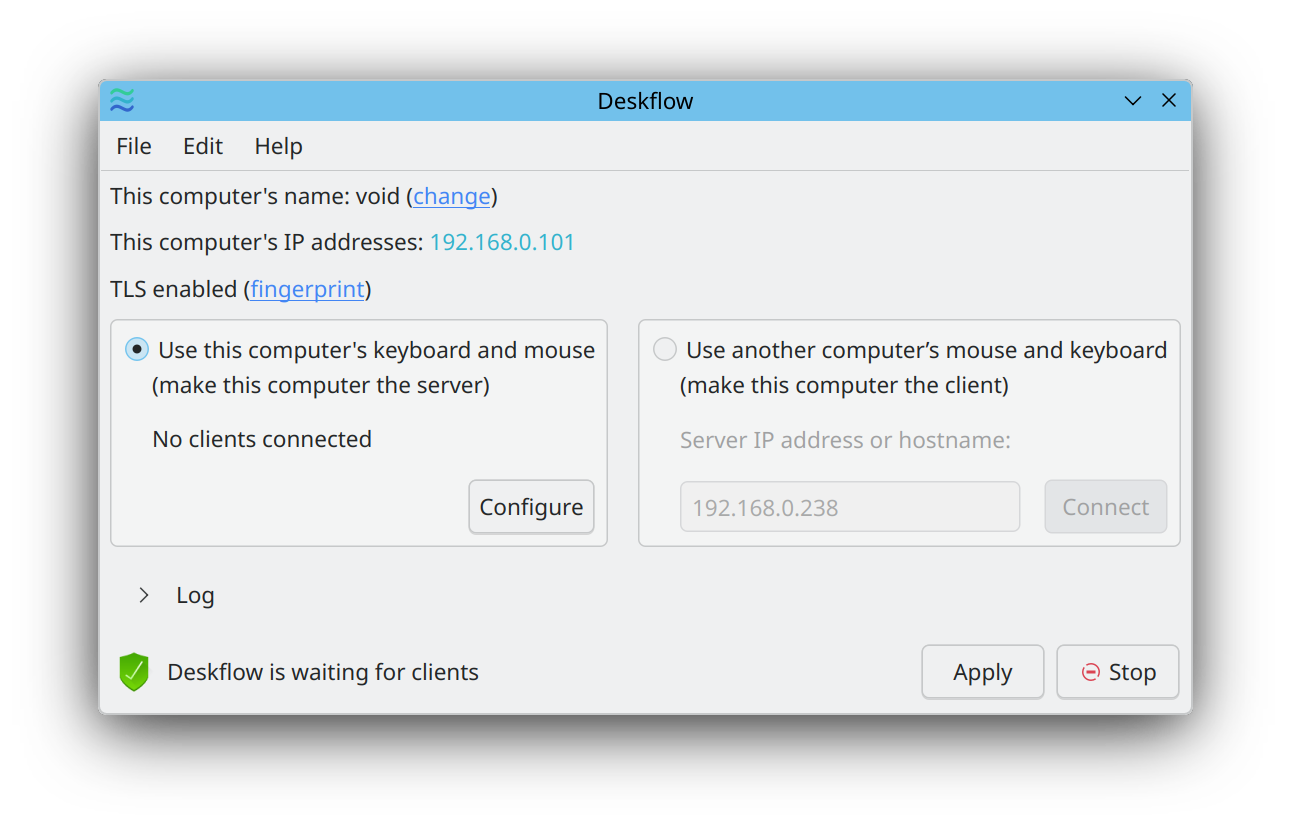 Deskflow
File Edit Help
This computer's name: void (change)
This computer's IP addresses: 192.168.0.101
TLS enabled (fingerprint)
Use this computer's keyboard and mouse
(make this computer the server)
No clients connected
Configure
Use another computer’s mouse and keyboard
(make this computer the client)
Server IP address or hostname:
192.168.0.238
Connect
Log
Deskflow is waiting for clients
Apply
Stop